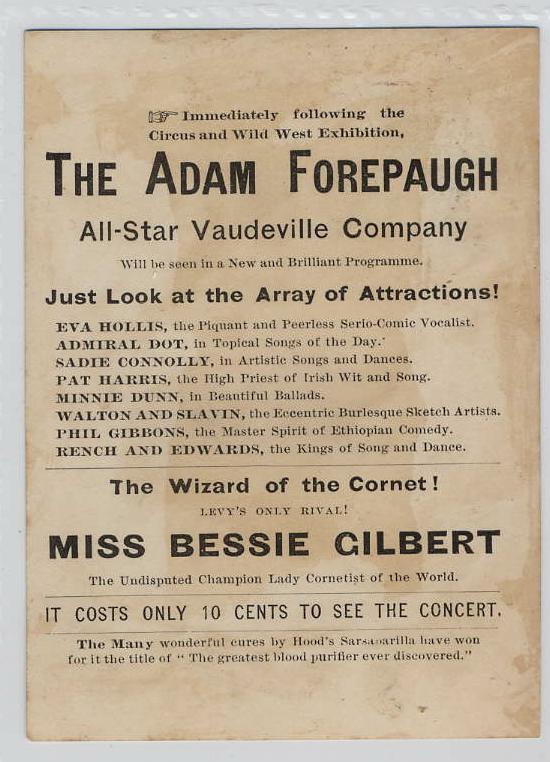 Immediately following the
Circus and Wild West Exhibition,
THE ADAM FOREPAUGH
All-Star Vaudeville Company
Will be seen in a New and Brilliant Programme.
Just Look at the Array of Attractions!
EVA HOLLIS, the Piquant and Peerless Serio-Comic Vocalist.
ADMIRAL DOT, in Topical Songs of the Day.
SADIE CONNOLLY, in Artistic Songs and Dances.
PAT HARRIS, the High Priest of Irish Wit and Song.
MINNIE DUNN, in Beautiful Ballads.
WALTON AND SLAVIN, the Eccentric Burlesque Sketch Artists.
PHIL GIBBONS, the Master Spirit of Ethiopian Comedy.
RENCH AND EDWARDS, the Kings of Song and Dance.
The Wizard of the Cornet!
LEVY'S ONLY RIVAL!
MISS BESSIE GILBERT
The Undisputed Champion Lady Cornetist of the World.
IT COSTS ONLY 10 CENTS TO SEE THE CONCERT.
The Many wonderful cures by Hood's Sarsaparilla have won
for it the title of "The greatest blood purifier ever discovered."